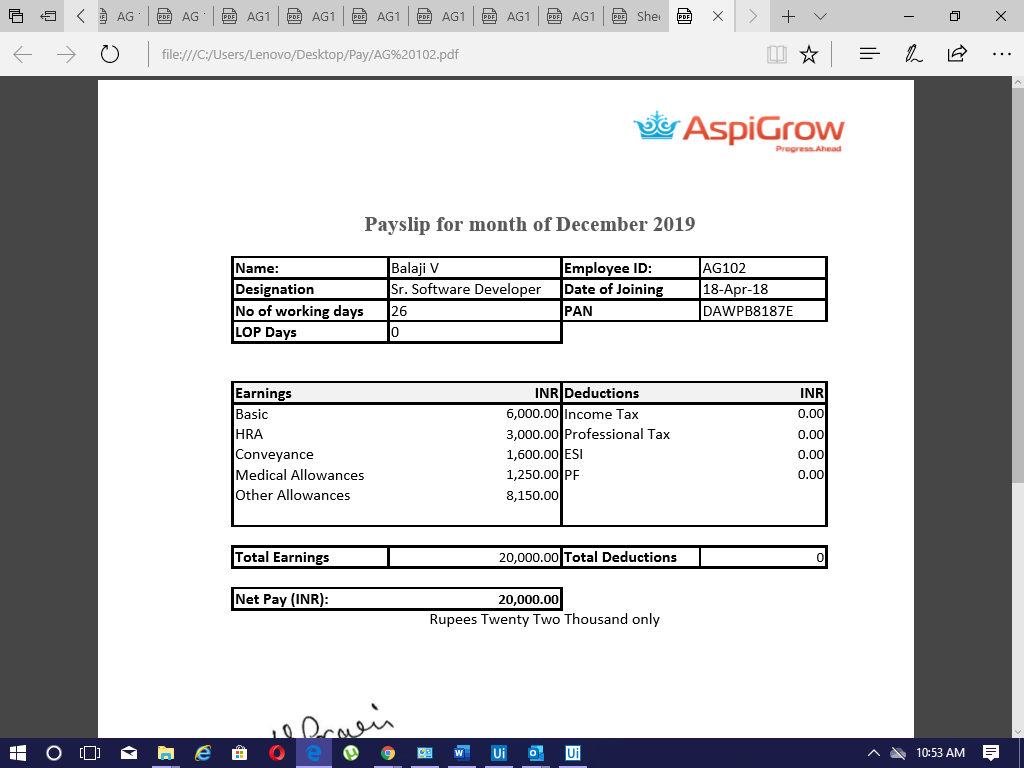 AG
AG
AG1
AG1
AG1
AG1
AG1
AG1
file:///C:/Users/Lenovo/Desktop/Pay/AG%20102.pdf
AspiGrow
Progress.Ahead
Payslip for month of December 2019
Name: Balaji V Employee ID: AG102
Designation Sr. Software Developer Date of Joining 18-Apr-18
No of working days 26 PAN DAWPB8187E
LOP Days 0
Earnings INR Deductions INR
Basic 6,000.00 Income Tax 0.00
HRA 3,000.00 Professional Tax 0.00
Conveyance 1,600.00 ESI 0.00
Medical Allowances 1,250.00 PF 0.00
Other Allowances 8,150.00
Total Earnings 20,000.00 Total Deductions 0
Net Pay (INR): 20,000.00
Rupees Twenty Two Thousand only
10:53 AM